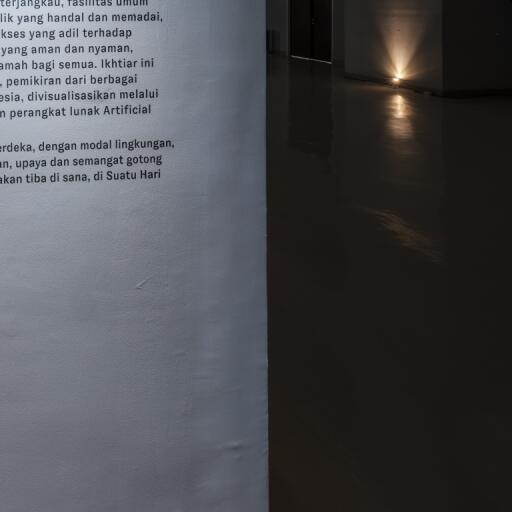 terjangkau, fasilitas umum
lik yang handal dan memadai,
kses yang adil terhadap
yang aman dan nyaman,
amah bagi semua. Ikhtiar ini
, pemikiran dari berbagai
esia, divisualisasikan melalui
n perangkat lunak Artificial
erdeka, dengan modal lingkungan,
an, upaya dan semangat gotong
akan tiba di sana, di Suatu Hari